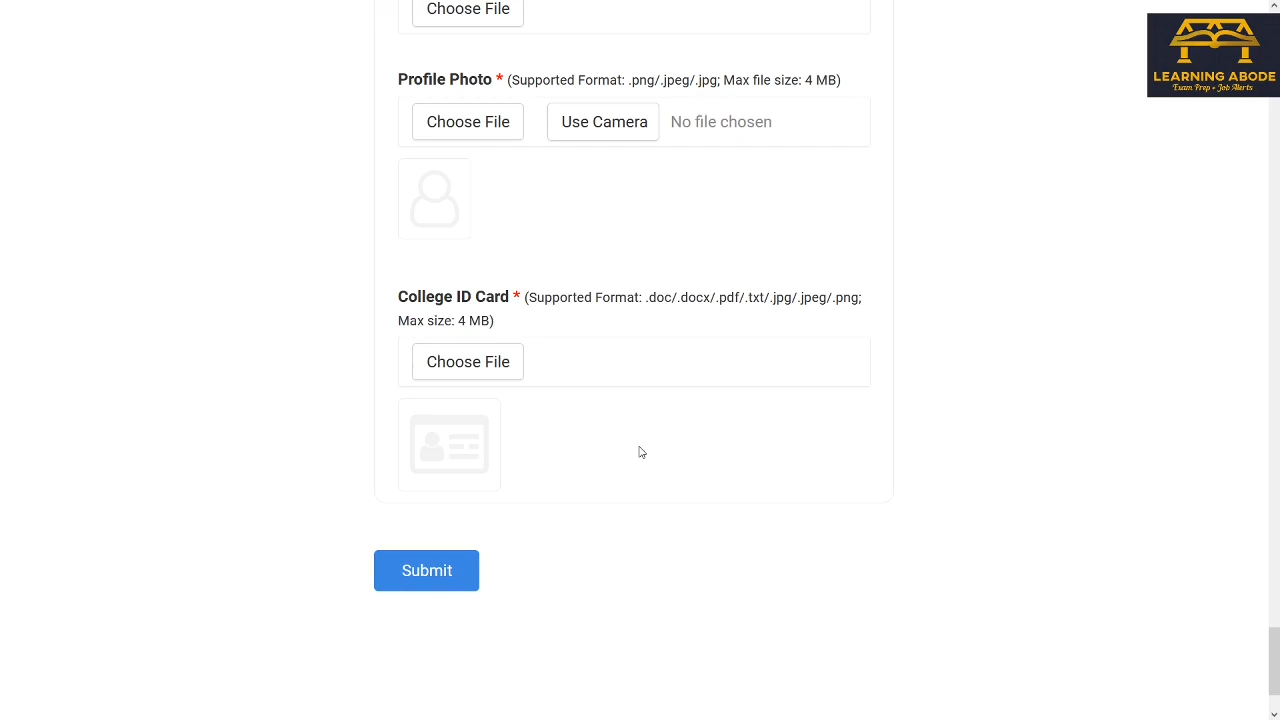 Choose File
Profile Photo * (Supported Format: .png/.jpeg/.jpg; Max file size: 4 MB)
Choose File Use Camera No file chosen
College ID Card * (Supported Format: .doc/.docx/.pdf/.txt/.jpg/.jpeg/.png;
Max size: 4 MB)
Choose File
Submit
LEARNING ABODE
Exam Prep + Job Alerts